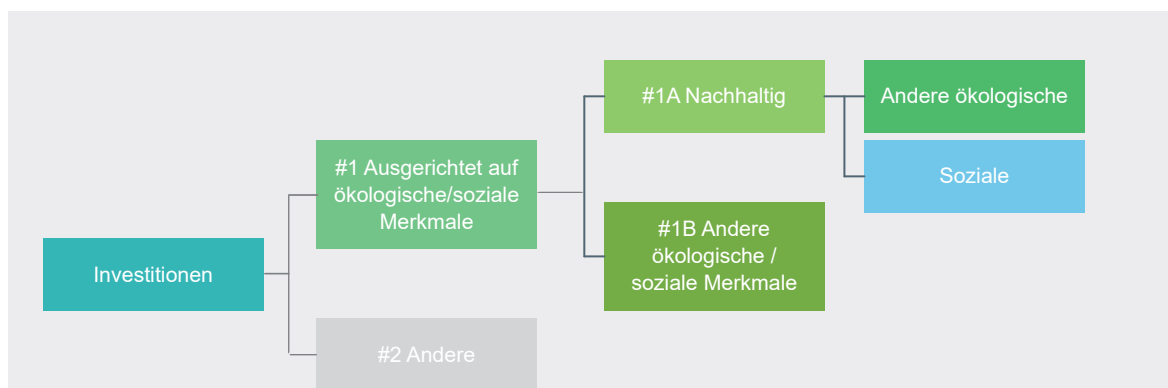 #1A Nachhaltig
Andere ökologische
#1 Ausgerichtet auf
ökologische/soziale
Merkmale
Soziale
#1B Andere
ökologische /
soziale Merkmale
Investitionen
#2 Andere